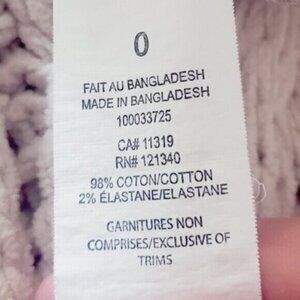 0
FAIT AU BANGLADESH
MADE IN BANGLADESH
100033725
CA# 11319
RN# 121340
98% COTON/COTTON
2% ÉLASTANE/ELASTANE
GARNITURES NON
COMPRISES/EXCLUSIVE OF
TRIMS